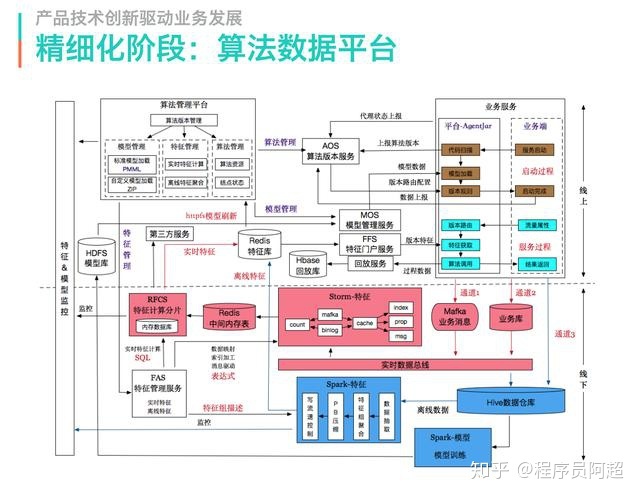 产品技术创新驱动业务发展
精细化阶段：算法数据平台
算法管理平台
算法版本管理
模型管理
标准模型加载
PMML
自定义模型加载
ZIP
特征管理
实时特征计算
离线特征聚合
算法管理
算法资源
结点状态
算法管理
代理状态上报
AOS
算法版本服务
上报算法版本
模型数据
版本路由配置
数据上报
业务服务
平台-AgentJar
代码扫描
模型加载
版本规则
版本路由
特征获取
算法调用
业务端
服务启动
启动过程
启动完成
流量属性
服务过程
结果返回
线上
模型管理
MOS
模型管理服务
httpfs模型刷新
HDFS
模型库
特征管理
第三方服务
实时特征
Redis
特征库
FFS
特征门户服务
版本特征
Hbase
回放库
回放服务
过程数据
离线特征
特征&模型监控
监控
RFCS
特征计算分片
内存数据库
Redis
中间内存表
Storm-特征
count
mafka
binlog
cache
index
prop
msg
通道1
通道2
通道3
Mafka
业务消息
业务库
实时数据总线
实时特征计算
SQL
数据映射
索引加工
消息驱动
表达式
FAS
特征管理服务
实时特征
离线特征
特征组描述
监控
Spark-特征
写流速控制
PB压缩
特征组聚合
数据抽取
离线数据
Hive数据仓库
Spark-模型
模型训练
线下
知乎 @程序员阿超